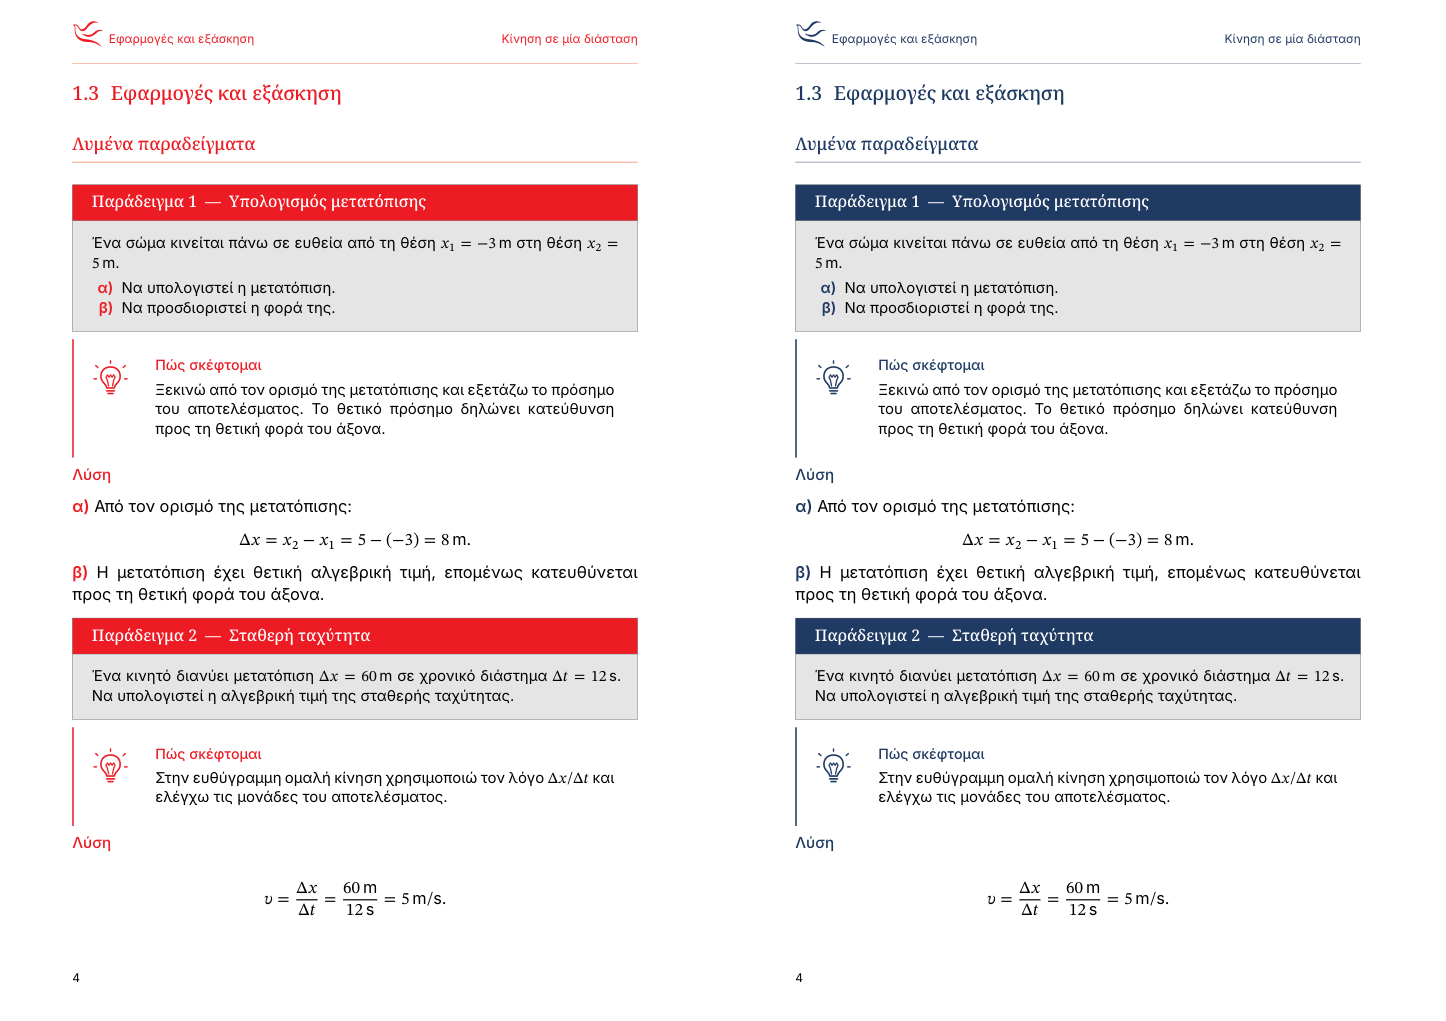 Εφαρμογές και εξάσκηση Κίνηση σε μία διάσταση
1.3 Εφαρμογές και εξάσκηση
Λυμένα παραδείγματα
Παράδειγμα 1 — Υπολογισμός μετατόπισης
Ένα σώμα κινείται πάνω σε ευθεία από τη θέση x₁ = −3 m στη θέση x₂ =
5 m.
α) Να υπολογιστεί η μετατόπιση.
β) Να προσδιοριστεί η φορά της.
Πώς σκέφτομαι
Ξεκινώ από τον ορισμό της μετατόπισης και εξετάζω το πρόσημο
του αποτελέσματος. Το θετικό πρόσημο δηλώνει κατεύθυνση
προς τη θετική φορά του άξονα.
Λύση
α) Από τον ορισμό της μετατόπισης:
Δx = x₂ − x₁ = 5 − (−3) = 8 m.
β) Η μετατόπιση έχει θετική αλγεβρική τιμή, επομένως κατευθύνεται
προς τη θετική φορά του άξονα.
Παράδειγμα 2 — Σταθερή ταχύτητα
Ένα κινητό διανύει μετατόπιση Δx = 60 m σε χρονικό διάστημα Δt = 12 s.
Να υπολογιστεί η αλγεβρική τιμή της σταθερής ταχύτητας.
Πώς σκέφτομαι
Στην ευθύγραμμη ομαλή κίνηση χρησιμοποιώ τον λόγο Δx/Δt και
ελέγχω τις μονάδες του αποτελέσματος.
Λύση
υ = Δx/Δt = 60 m/12 s = 5 m/s.
4
Εφαρμογές και εξάσκηση Κίνηση σε μία διάσταση
1.3 Εφαρμογές και εξάσκηση
Λυμένα παραδείγματα
Παράδειγμα 1 — Υπολογισμός μετατόπισης
Ένα σώμα κινείται πάνω σε ευθεία από τη θέση x₁ = −3 m στη θέση x₂ =
5 m.
α) Να υπολογιστεί η μετατόπιση.
β) Να προσδιοριστεί η φορά της.
Πώς σκέφτομαι
Ξεκινώ από τον ορισμό της μετατόπισης και εξετάζω το πρόσημο
του αποτελέσματος. Το θετικό πρόσημο δηλώνει κατεύθυνση
προς τη θετική φορά του άξονα.
Λύση
α) Από τον ορισμό της μετατόπισης:
Δx = x₂ − x₁ = 5 − (−3) = 8 m.
β) Η μετατόπιση έχει θετική αλγεβρική τιμή, επομένως κατευθύνεται
προς τη θετική φορά του άξονα.
Παράδειγμα 2 — Σταθερή ταχύτητα
Ένα κινητό διανύει μετατόπιση Δx = 60 m σε χρονικό διάστημα Δt = 12 s.
Να υπολογιστεί η αλγεβρική τιμή της σταθερής ταχύτητας.
Πώς σκέφτομαι
Στην ευθύγραμμη ομαλή κίνηση χρησιμοποιώ τον λόγο Δx/Δt και
ελέγχω τις μονάδες του αποτελέσματος.
Λύση
υ = Δx/Δt = 60 m/12 s = 5 m/s.
4